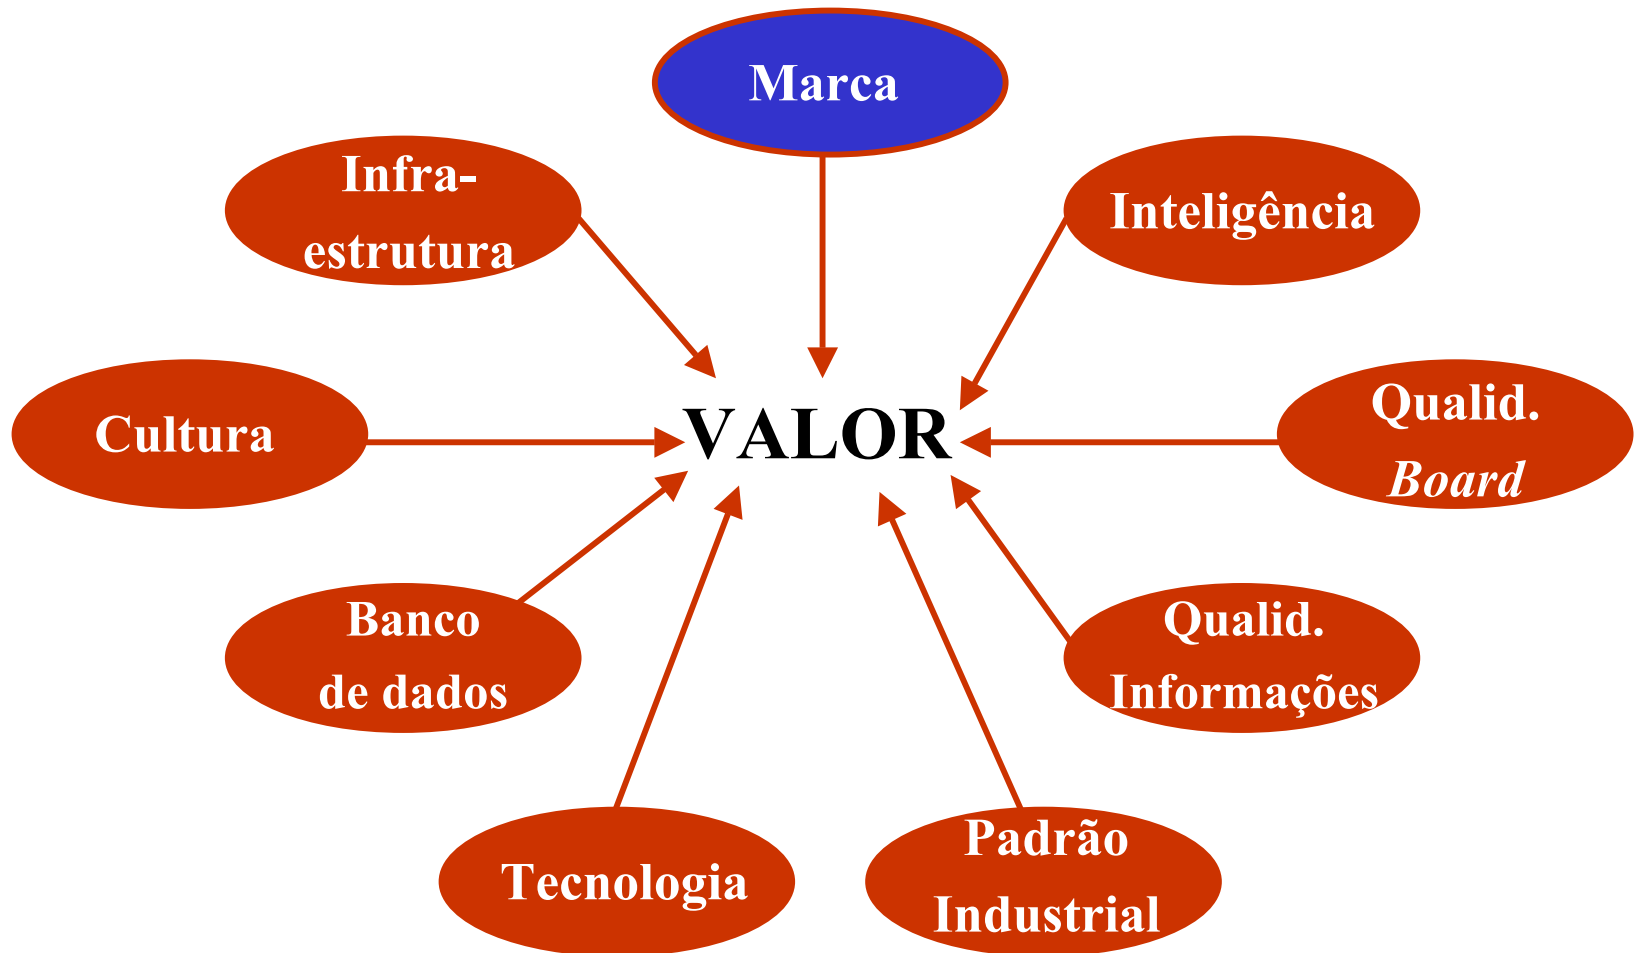 Marca
Infra-
estrutura
Inteligência
Cultura
VALOR
Qualid.
Board
Banco
de dados
Qualid.
Informações
Tecnologia
Padrão
Industrial